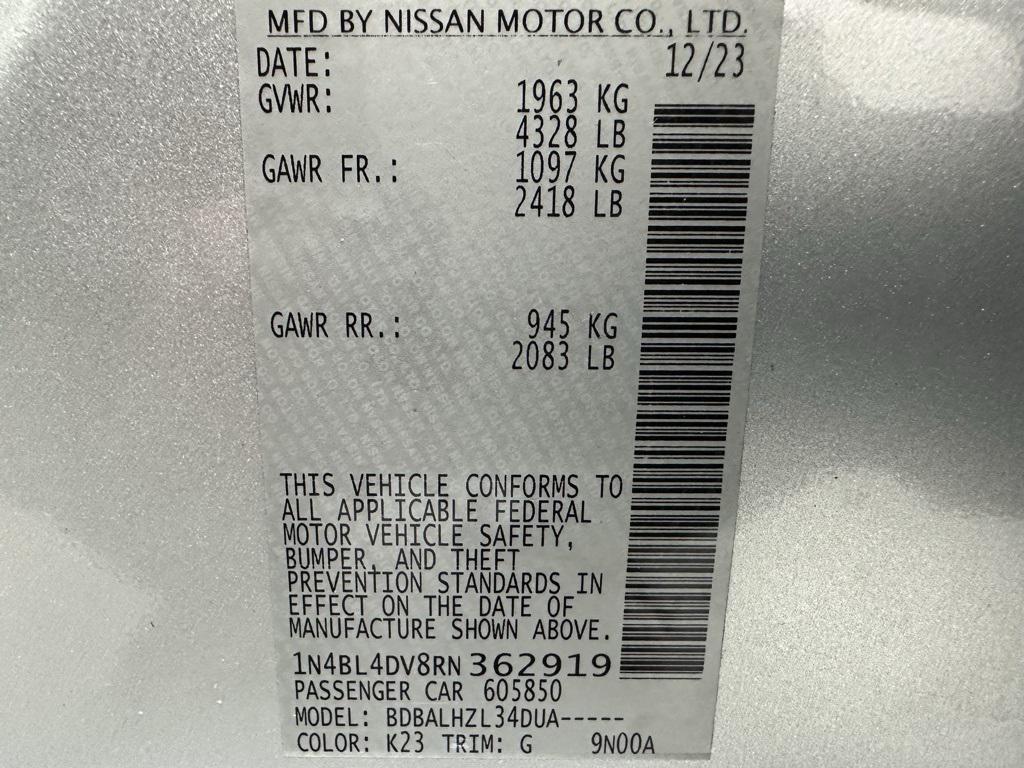 MFD BY NISSAN MOTOR CO., LTD.
DATE: 12/23
GVWR: 1963 KG
4328 LB
GAWR FR.: 1097 KG
2418 LB
GAWR RR.: 945 KG
2083 LB
THIS VEHICLE CONFORMS TO
ALL APPLICABLE FEDERAL
MOTOR VEHICLE SAFETY,
BUMPER, AND THEFT
PREVENTION STANDARDS IN
EFFECT ON THE DATE OF
MANUFACTURE SHOWN ABOVE.
1N4BL4DV8RN 362919
PASSENGER CAR 605850
MODEL: BDBALHZL34DUA-----
COLOR: K23 TRIM: G 9N00A